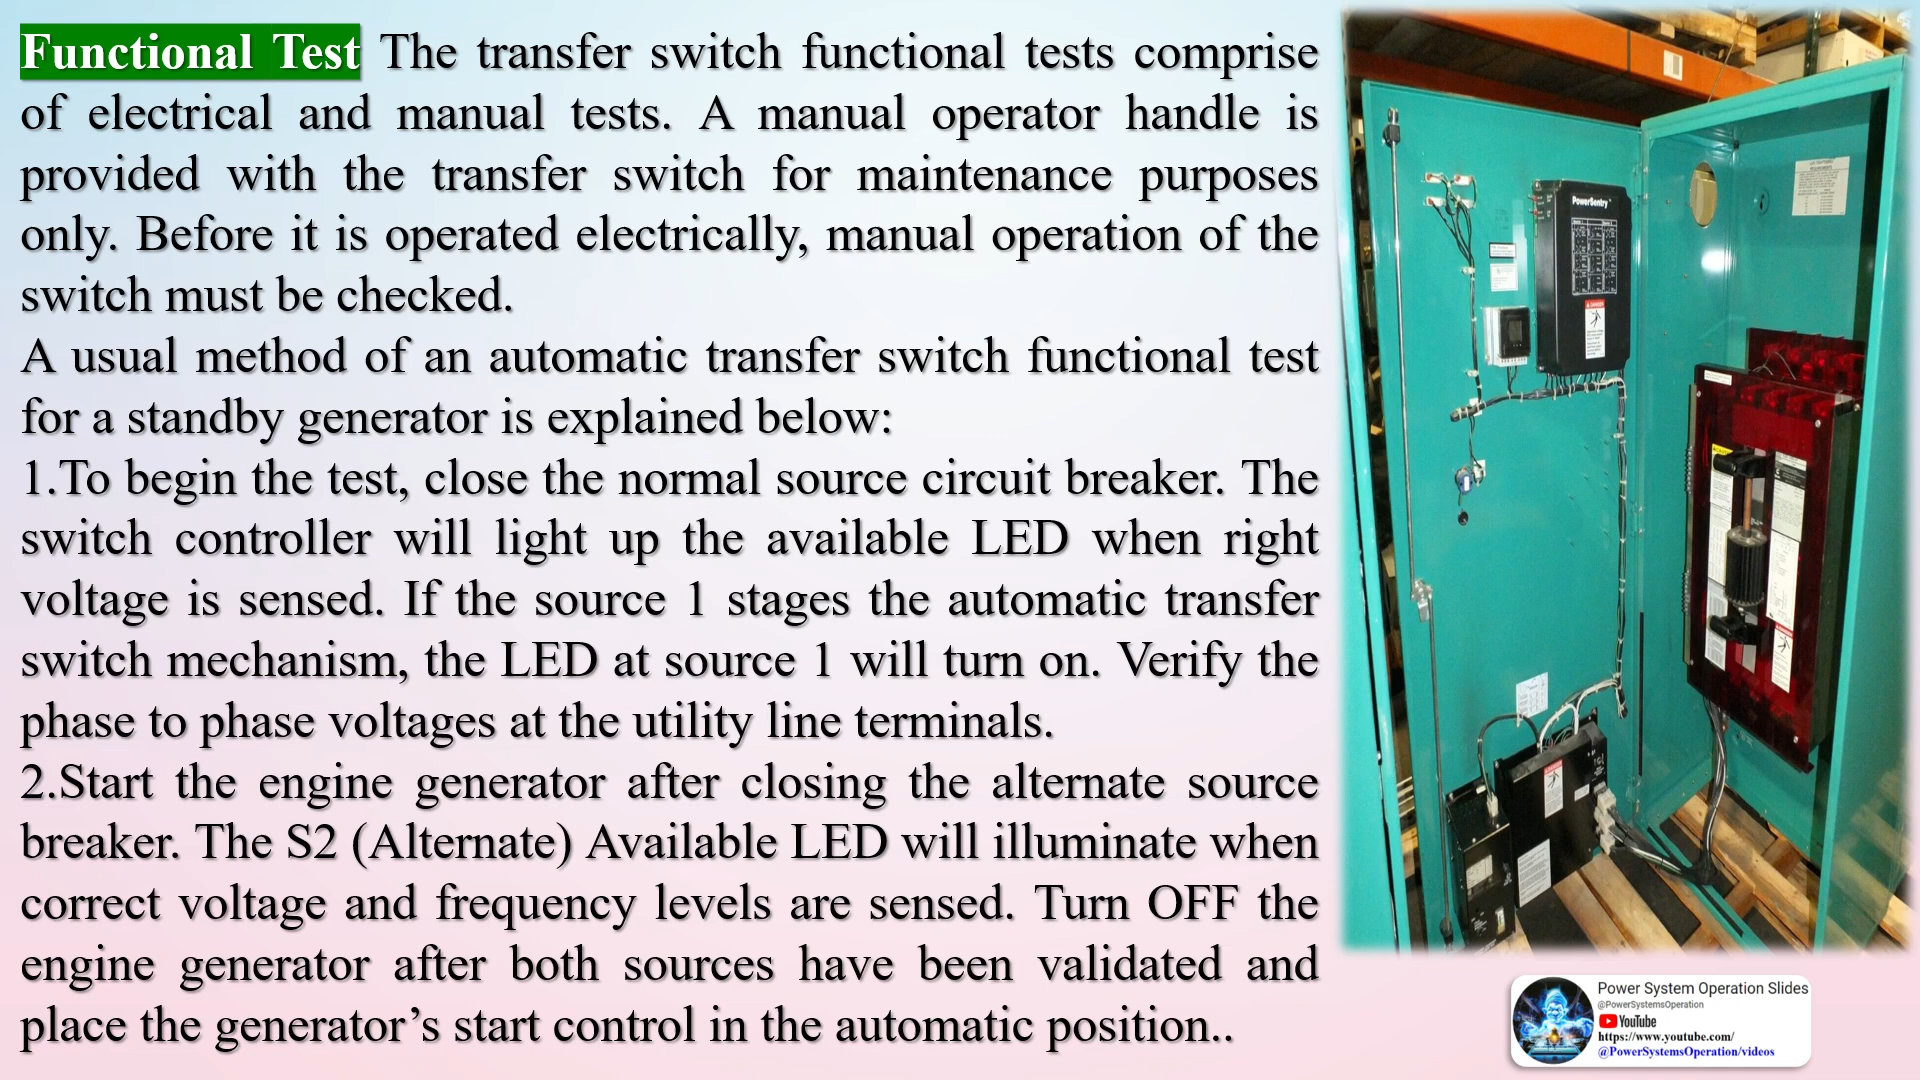 Functional Test The transfer switch functional tests comprise
of electrical and manual tests. A manual operator handle is
provided with the transfer switch for maintenance purposes
only. Before it is operated electrically, manual operation of the
switch must be checked.
A usual method of an automatic transfer switch functional test
for a standby generator is explained below:
1.To begin the test, close the normal source circuit breaker. The
switch controller will light up the available LED when right
voltage is sensed. If the source 1 stages the automatic transfer
switch mechanism, the LED at source 1 will turn on. Verify the
phase to phase voltages at the utility line terminals.
2.Start the engine generator after closing the alternate source
breaker. The S2 (Alternate) Available LED will illuminate when
correct voltage and frequency levels are sensed. Turn OFF the
engine generator after both sources have been validated and
place the generator’s start control in the automatic position..
PowerSentry
Power System Operation Slides
@PowerSystemsOperation
YouTube
https://www.youtube.com/
@PowerSystemsOperation/videos